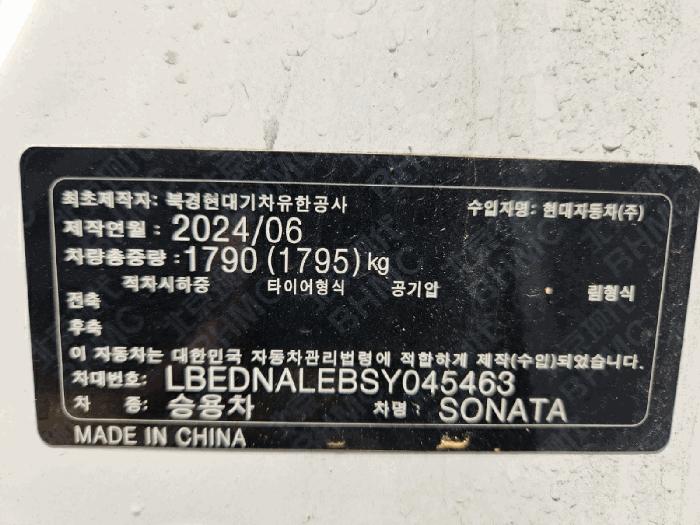 최초제작자: 북경현대기차유한공사 수입자명: 현대자동차(주)
제작연월: 2024/06
차량총중량: 1790 (1795) kg
적차시하중 타이어형식 공기압 림형식
전축
후축
이 자동차는 대한민국 자동차관리법령에 적합하게 제작(수입)되었습니다.
차대번호: LBEDNALEBSY045463
차 종: 승용차 차명: SONATA
MADE IN CHINA